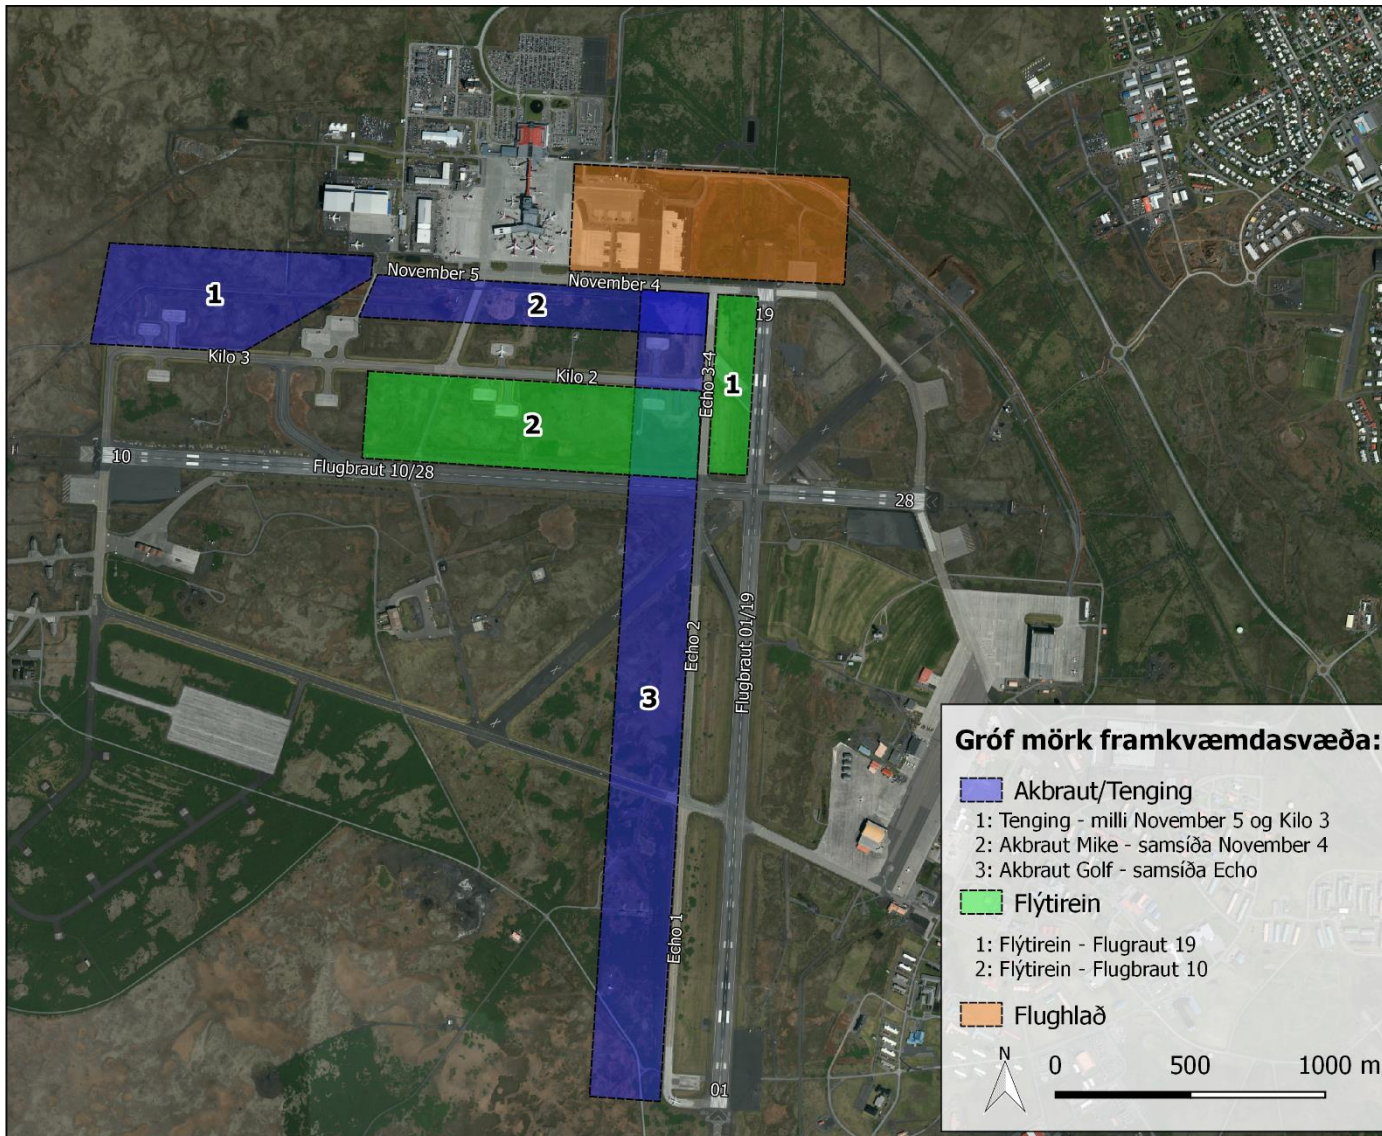 November 5
November 4
1
2
19
Kilo 3
Kilo 2
Echo 3-4
1
2
10
Flugbraut 10/28
28
Echo 2
Flugbraut 01/19
3
Echo 1
01
Gróf mörk framkvæmdasvæða:
Akbraut/Tenging
1: Tenging - milli November 5 og Kilo 3
2: Akbraut Mike - samsíða November 4
3: Akbraut Golf - samsíða Echo
Flýtirein
1: Flýtirein - Flugraut 19
2: Flýtirein - Flugbraut 10
Flughlað
N
0 500 1000 m